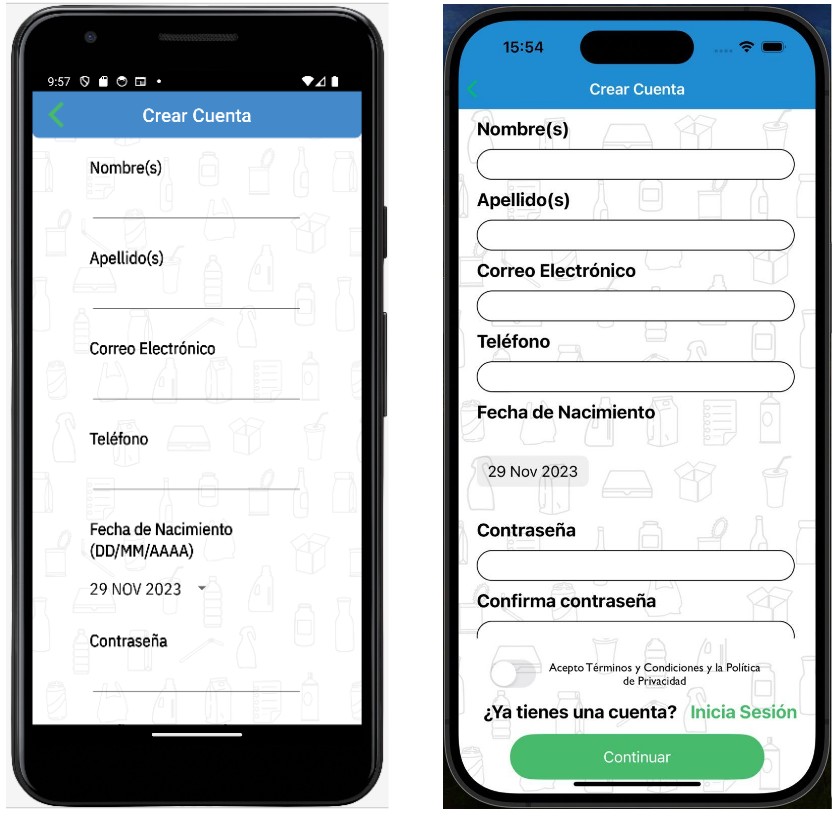 9:57
Crear Cuenta
Nombre(s)
Apellido(s)
Correo Electrónico
Teléfono
Fecha de Nacimiento
(DD/MM/AAAA)
29 NOV 2023
Contraseña
15:54
Crear Cuenta
Nombre(s)
Apellido(s)
Correo Electrónico
Teléfono
Fecha de Nacimiento
29 Nov 2023
Contraseña
Confirma contraseña
Acepto Términos y Condiciones y la Política
de Privacidad
¿Ya tienes una cuenta? Inicia Sesión
Continuar